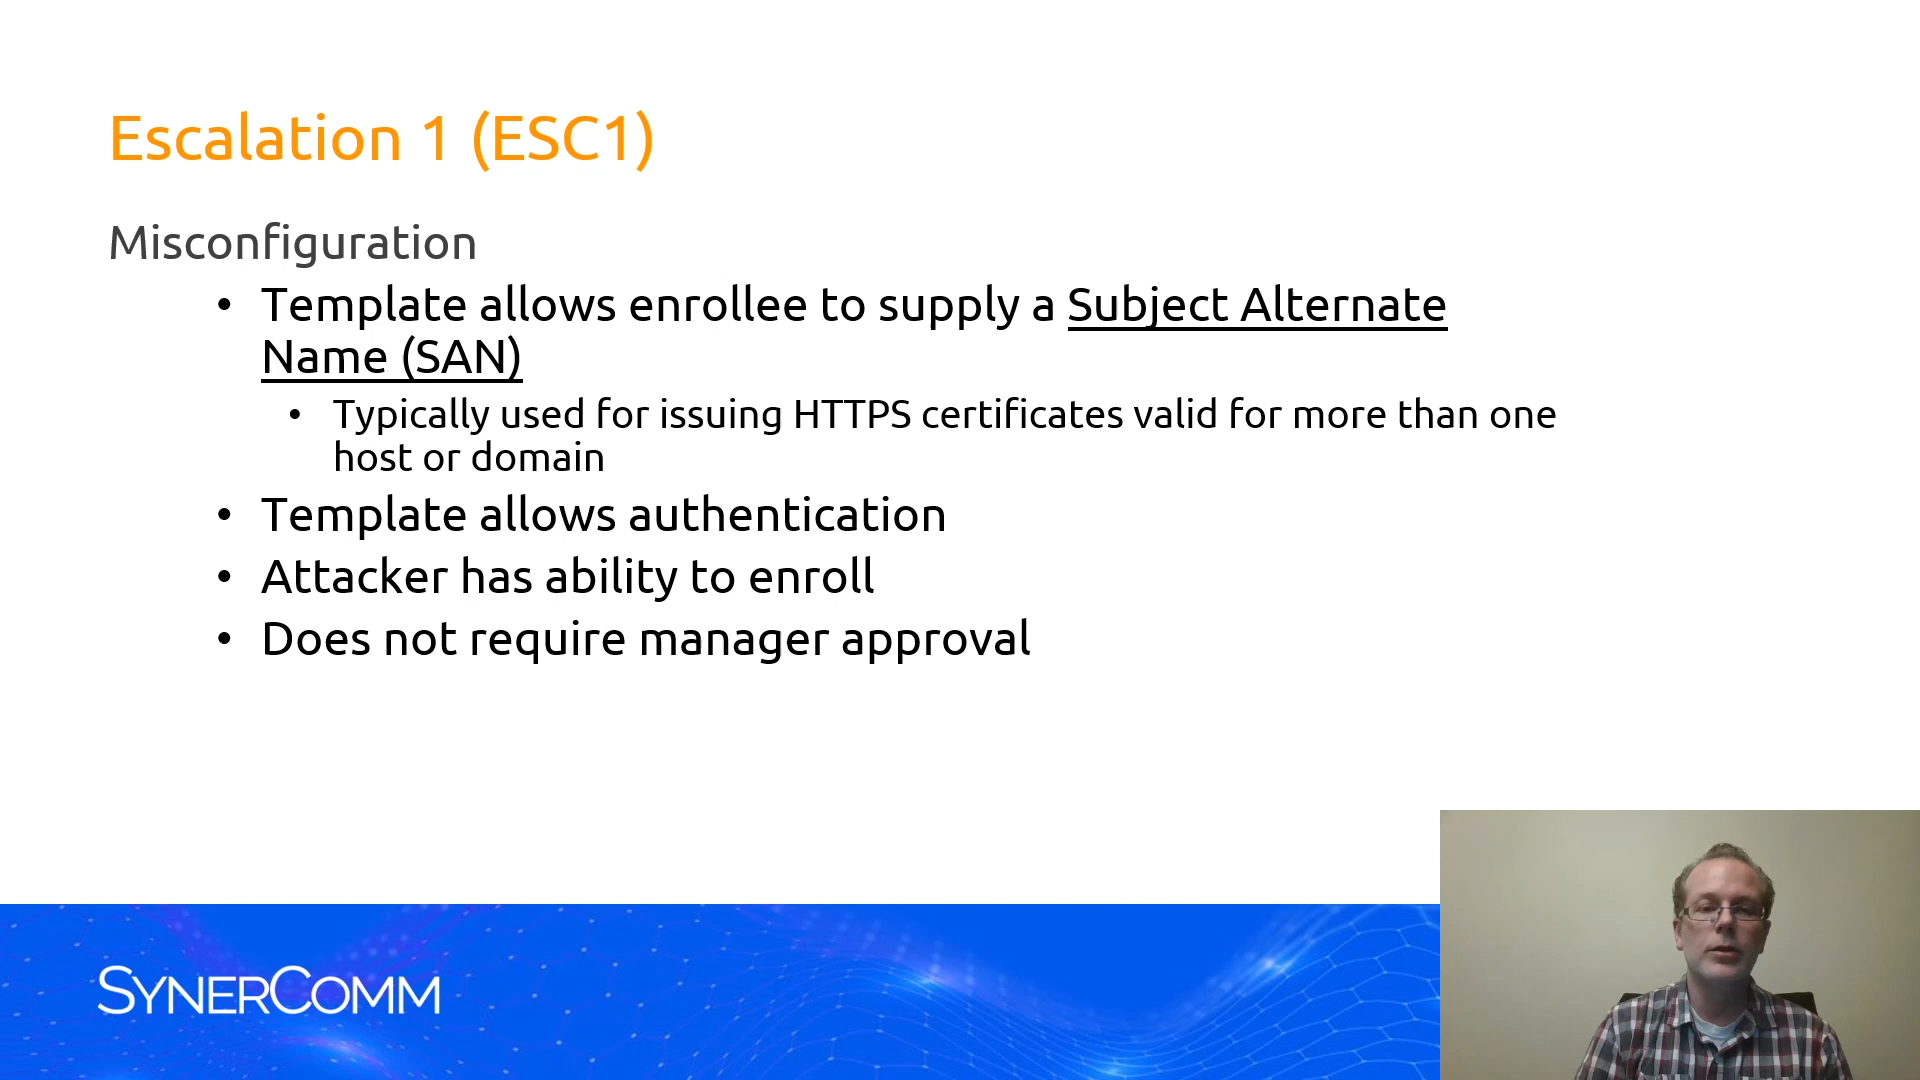 Escalation 1 (ESC1)
Misconfiguration
• Template allows enrollee to supply a Subject Alternate
Name (SAN)
• Typically used for issuing HTTPS certificates valid for more than one
host or domain
• Template allows authentication
• Attacker has ability to enroll
• Does not require manager approval
SYNERCOMM